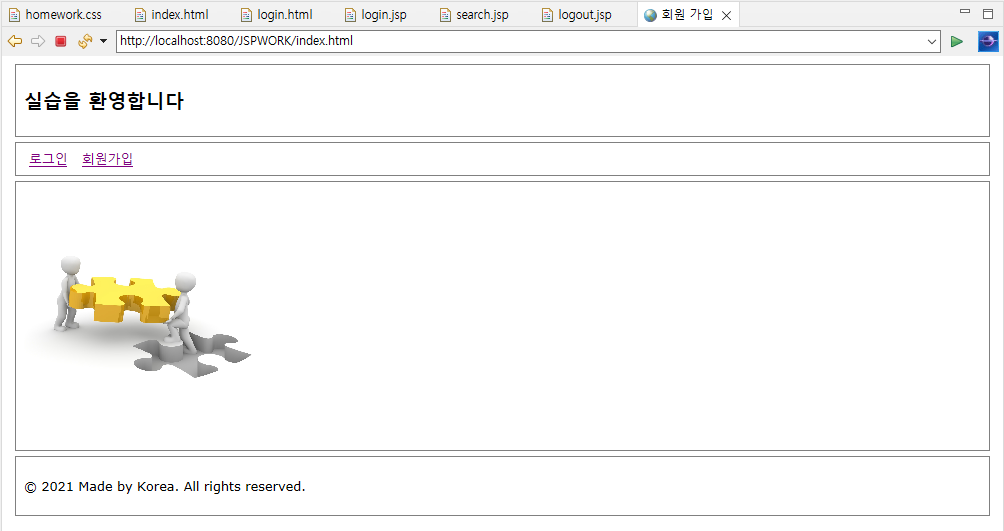 homework.css index.html login.html login.jsp search.jsp logout.jsp 회원 가입
http://localhost:8080/JSPWORK/index.html
실습을 환영합니다
로그인 회원가입
© 2021 Made by Korea. All rights reserved.